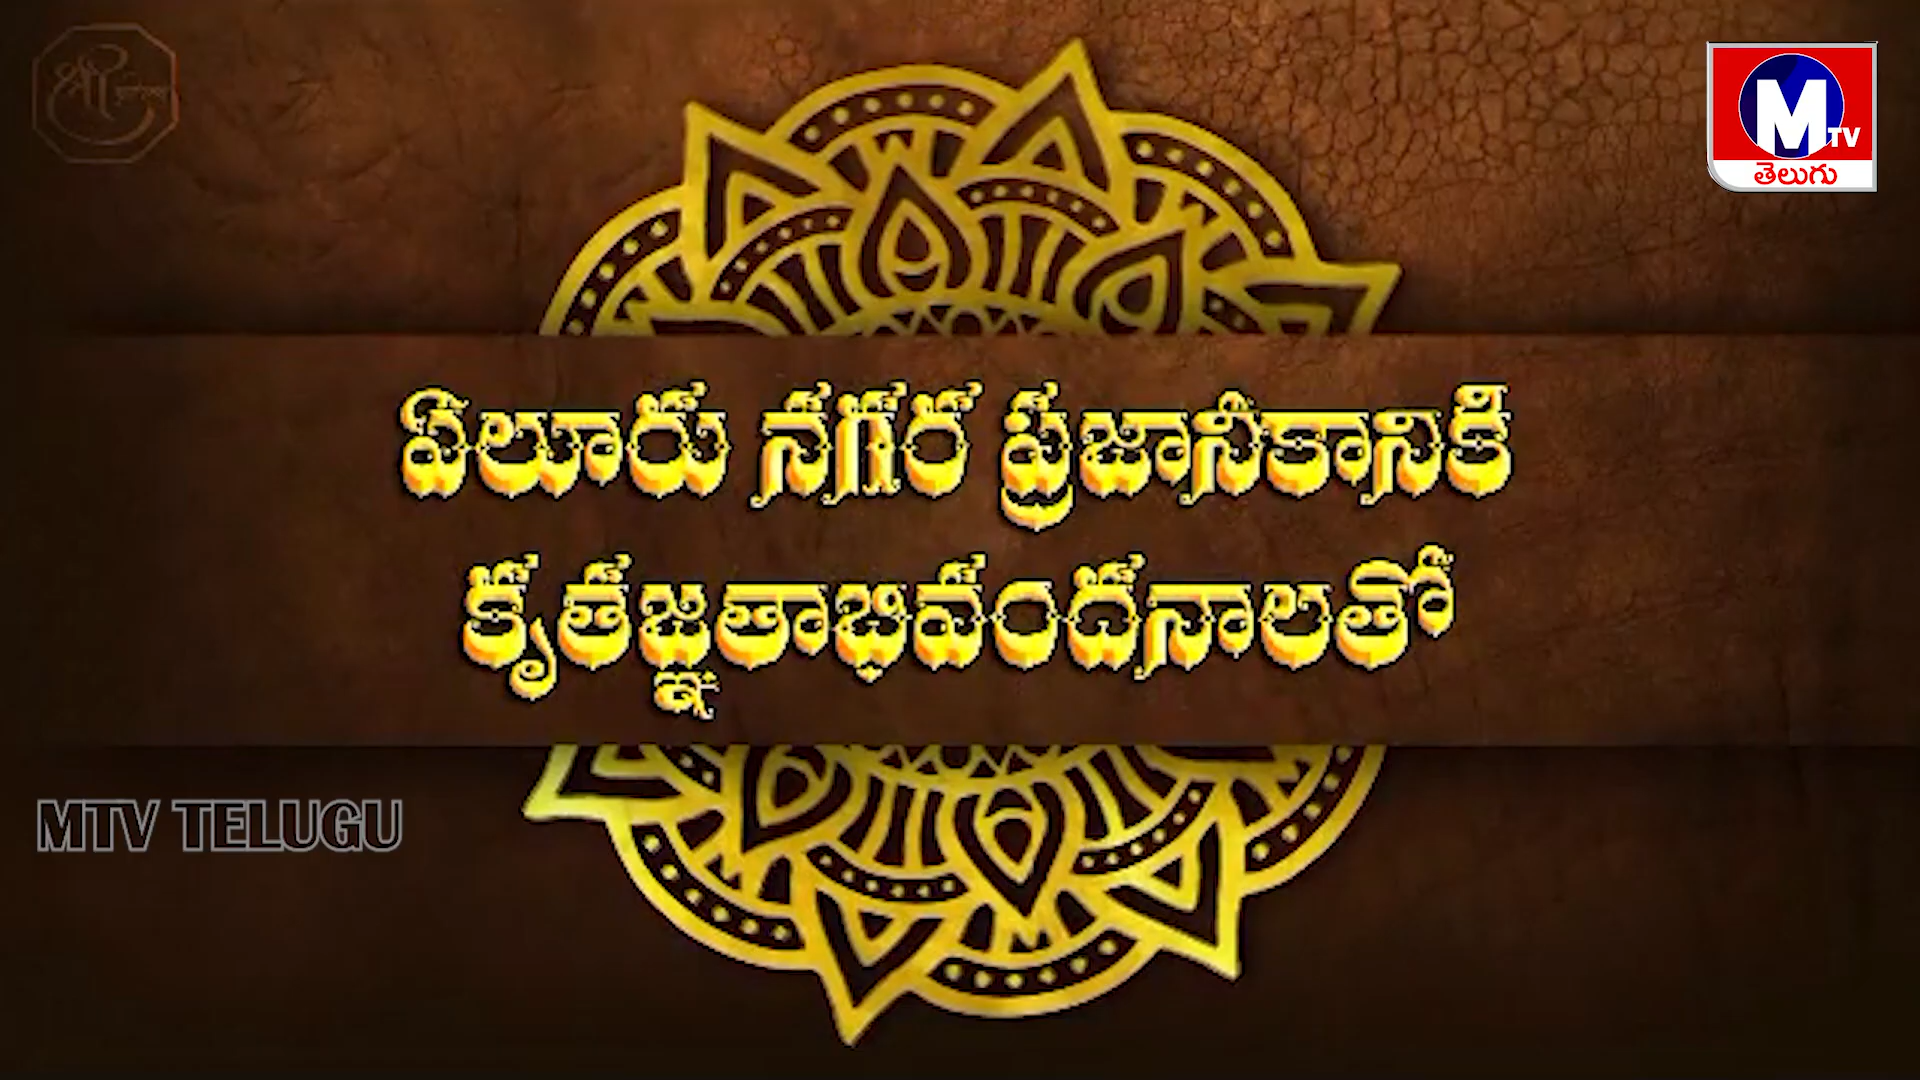 श्री
M TV
తెలుగు
ఏలూరు నగర ప్రజానీకానికి
కృతజ్ఞతాభివందనాలతో
MTV TELUGU